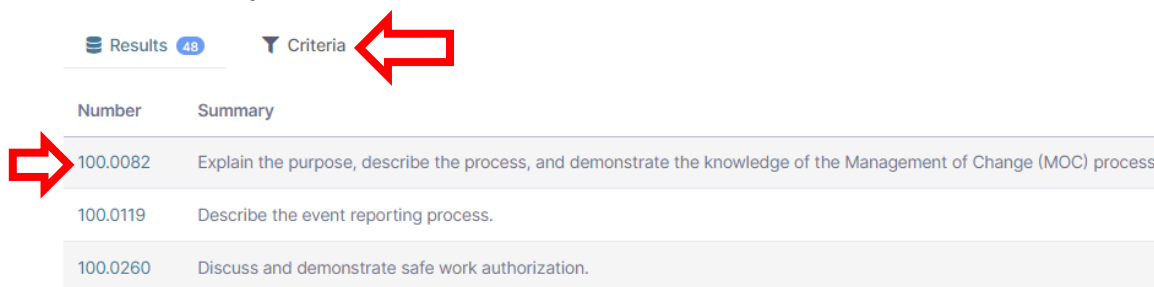 Results 48 Criteria
Number Summary
100.0082 Explain the purpose, describe the process, and demonstrate the knowledge of the Management of Change (MOC) process
100.0119 Describe the event reporting process.
100.0260 Discuss and demonstrate safe work authorization.